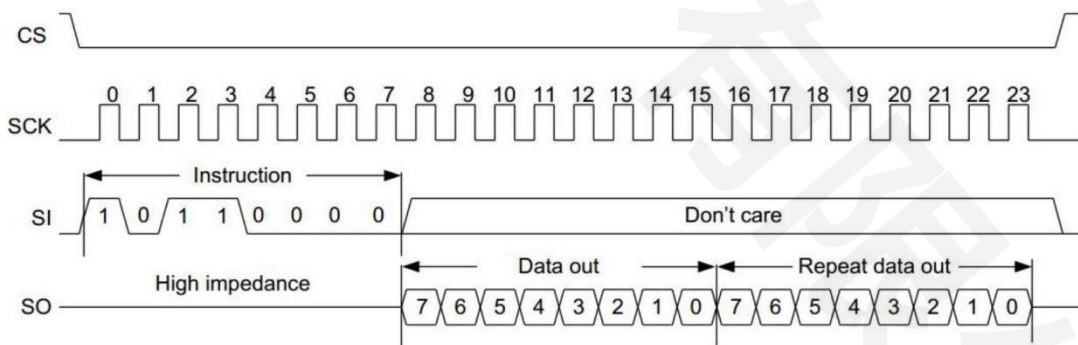 CS
0 1 2 3 4 5 6 7 8 9 10 11 12 13 14 15 16 17 18 19 20 21 22 23
SCK
Instruction
SI 1 0 1 1 0 0 0 0 Don't care
High impedance Data out Repeat data out
SO 7 6 5 4 3 2 1 0 7 6 5 4 3 2 1 0
有限